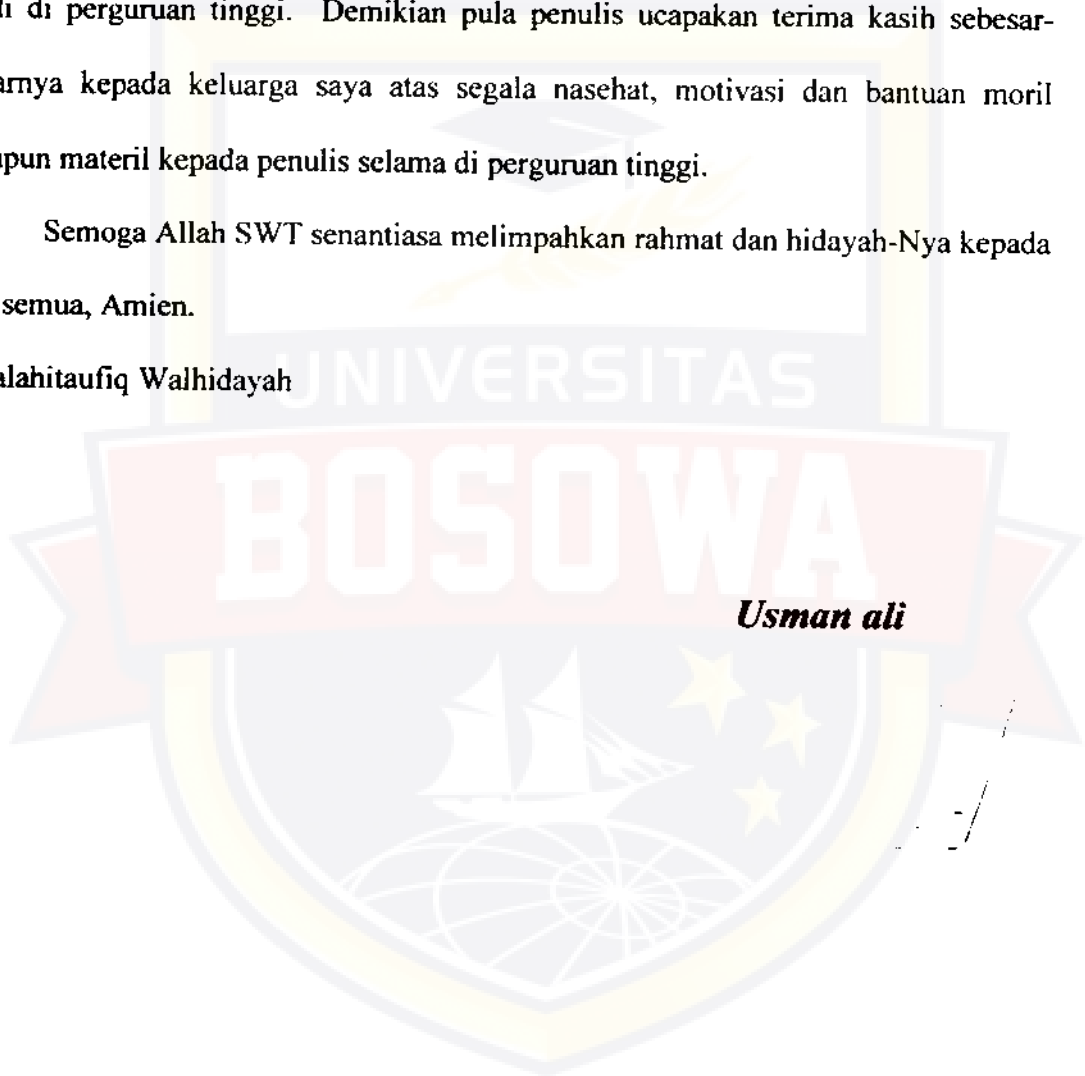 di perguruan tinggi. Demikian pula penulis ucapakan terima kasih sebesar-
arnya kepada keluarga saya atas segala nasehat, motivasi dan bantuan moril
upun materil kepada penulis selama di perguruan tinggi.
Semoga Allah SWT senantiasa melimpahkan rahmat dan hidayah-Nya kepada
semua, Amien.
alahitaufiq Walhidayah
UNIVERSITAS
BOSOWA
Usman ali